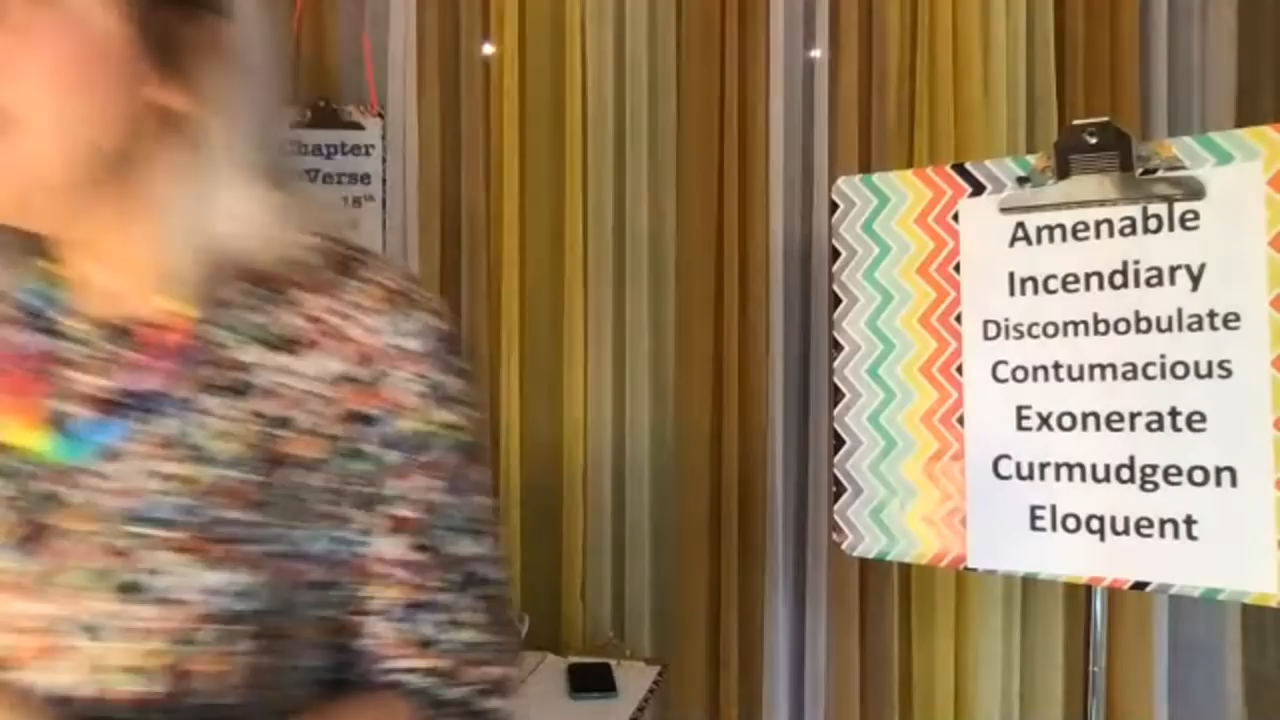 Chapter
Verse
18th
Amenable
Incendiary
Discombobulate
Contumacious
Exonerate
Curmudgeon
Eloquent